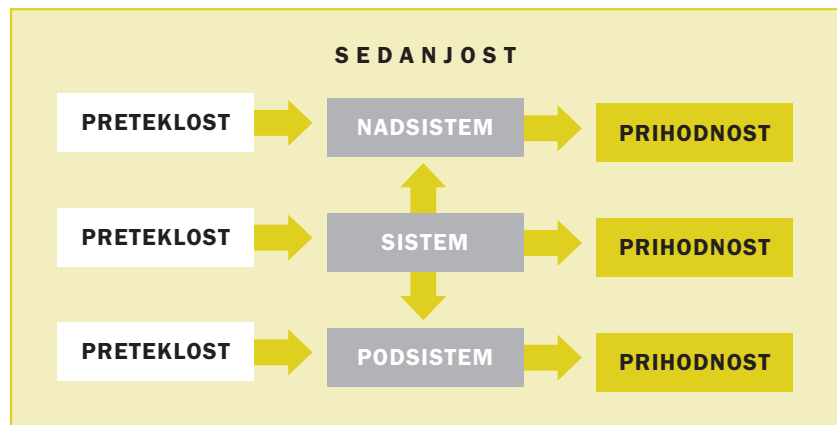 SEDANJOST
PRETEKLOST
NADSISTEM
PRIHODNOST
PRETEKLOST
SISTEM
PRIHODNOST
PRETEKLOST
PODSISTEM
PRIHODNOST